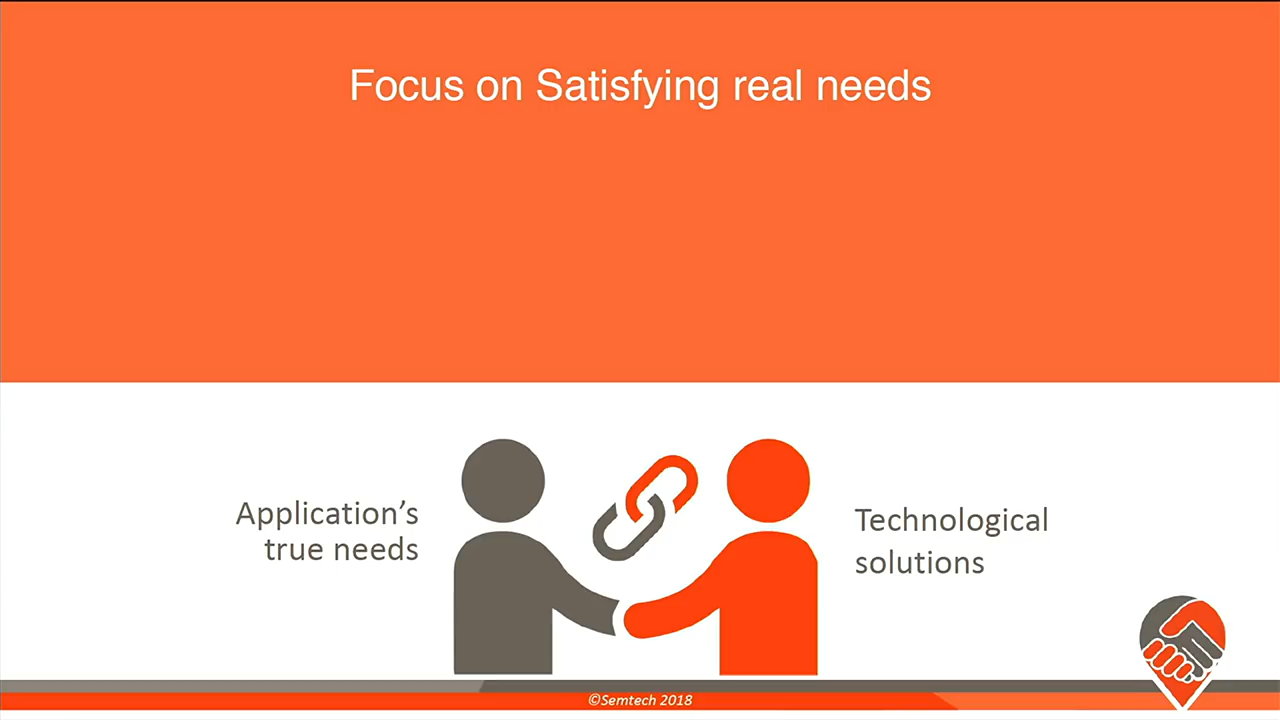 Focus on Satisfying real needs
Application’s
true needs
Technological
solutions
©Semtech 2018